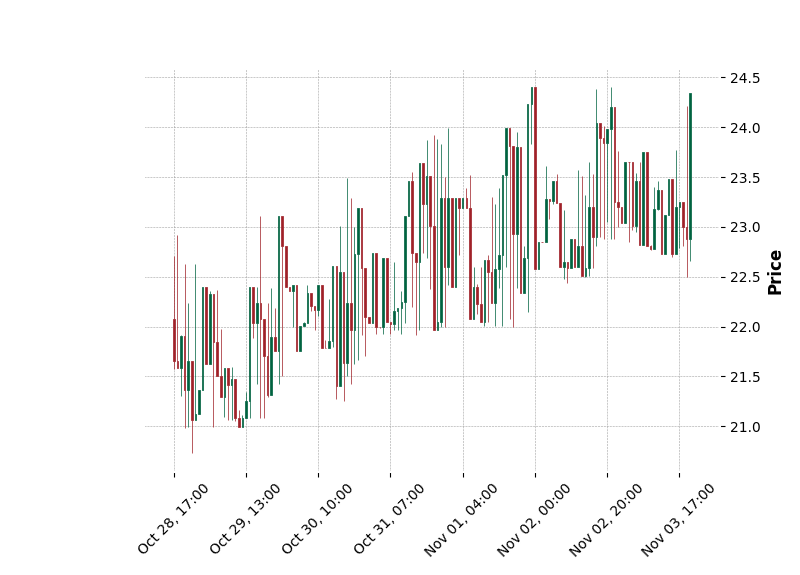 24.5
24.0
23.5
23.0
22.5
22.0
21.5
21.0
Price
Oct 28, 17:00
Oct 29, 13:00
Oct 30, 10:00
Oct 31, 07:00
Nov 01, 04:00
Nov 02, 00:00
Nov 02, 20:00
Nov 03, 17:00